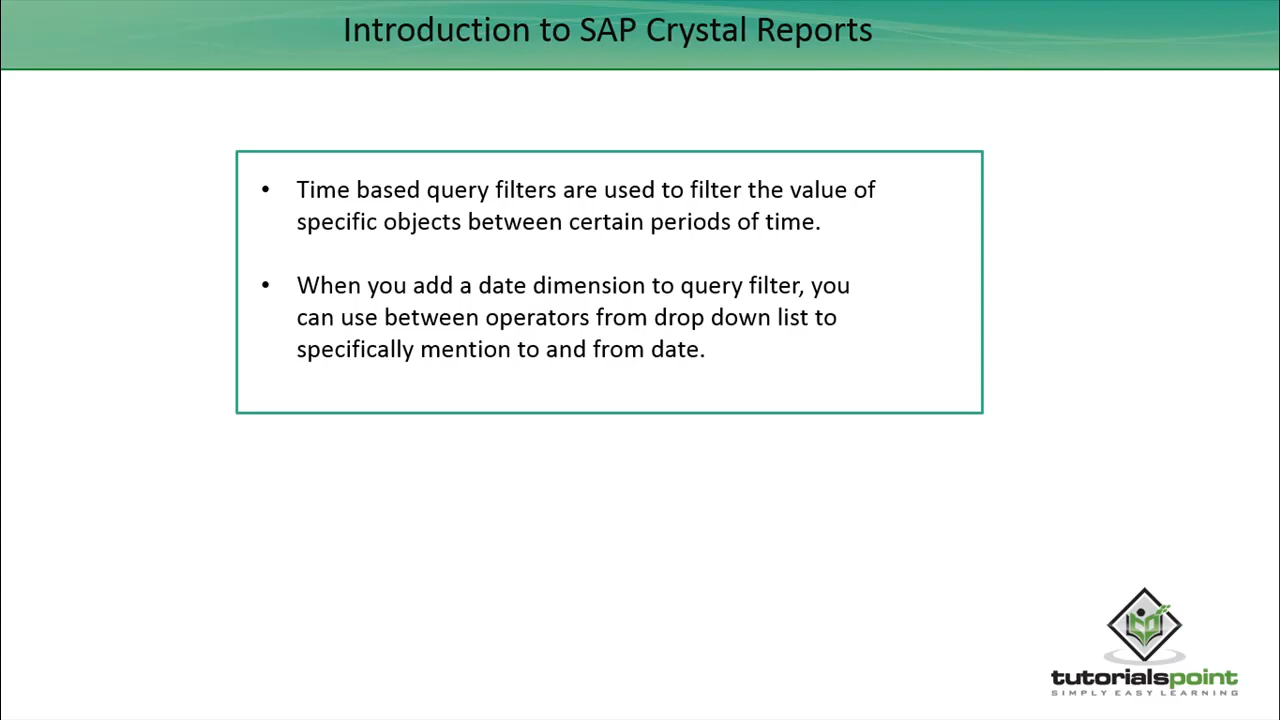 Introduction to SAP Crystal Reports
• Time based query filters are used to filter the value of
specific objects between certain periods of time.
• When you add a date dimension to query filter, you
can use between operators from drop down list to
specifically mention to and from date.
tutorialspoint
SIMPLY EASY LEARNING